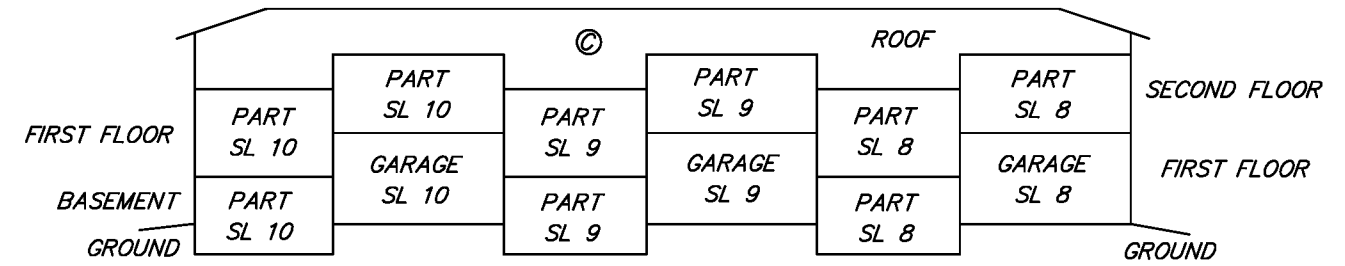 © ROOF
PART
SL 10
PART
SL 9
PART
SL 8
SECOND FLOOR
FIRST FLOOR
PART
SL 10
PART
SL 9
PART
SL 8
GARAGE
SL 10
GARAGE
SL 9
GARAGE
SL 8
FIRST FLOOR
BASEMENT
PART
SL 10
PART
SL 9
PART
SL 8
GROUND
GROUND